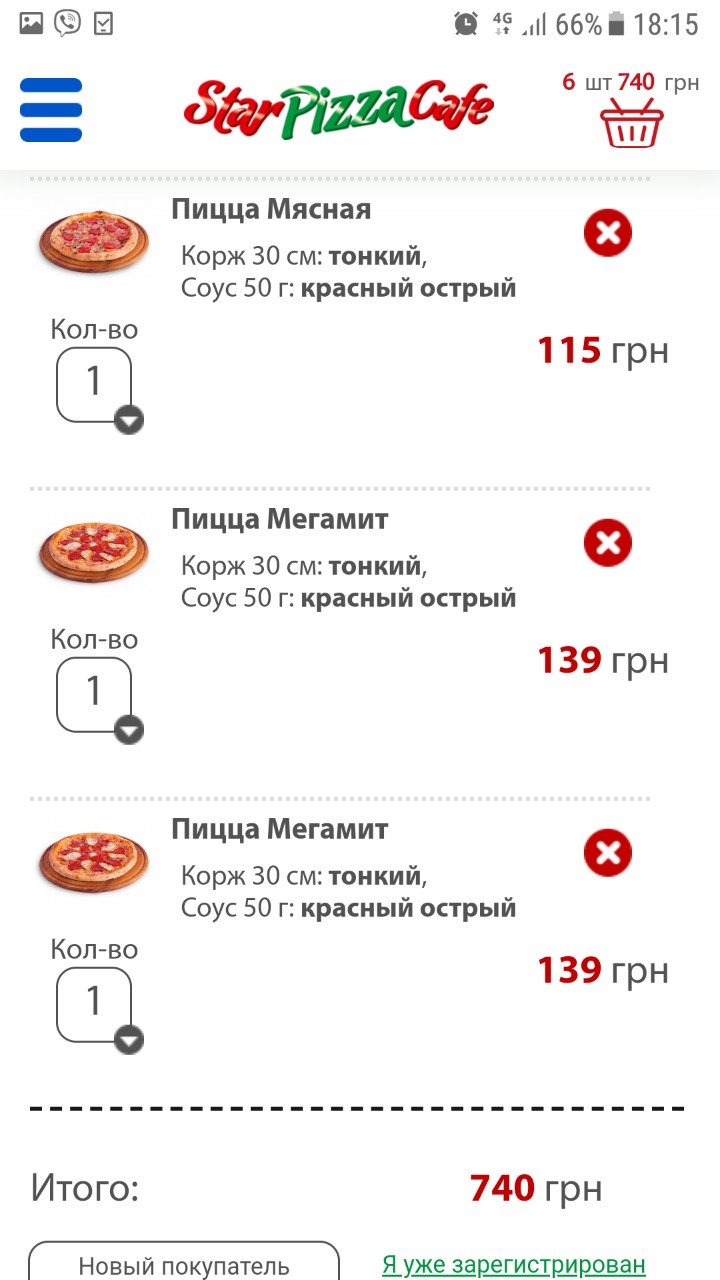 4G 66% 18:15
StarPizzaCafe
6 шт 740 грн
Пицца Мясная
Корж 30 см: тонкий,
Соус 50 г: красный острый
Кол-во
115 грн
1
Пицца Мегамит
Корж 30 см: тонкий,
Соус 50 г: красный острый
Кол-во
139 грн
1
Пицца Мегамит
Корж 30 см: тонкий,
Соус 50 г: красный острый
Кол-во
139 грн
1
Итого: 740 грн
Новый покупатель Я уже зарегистрирован